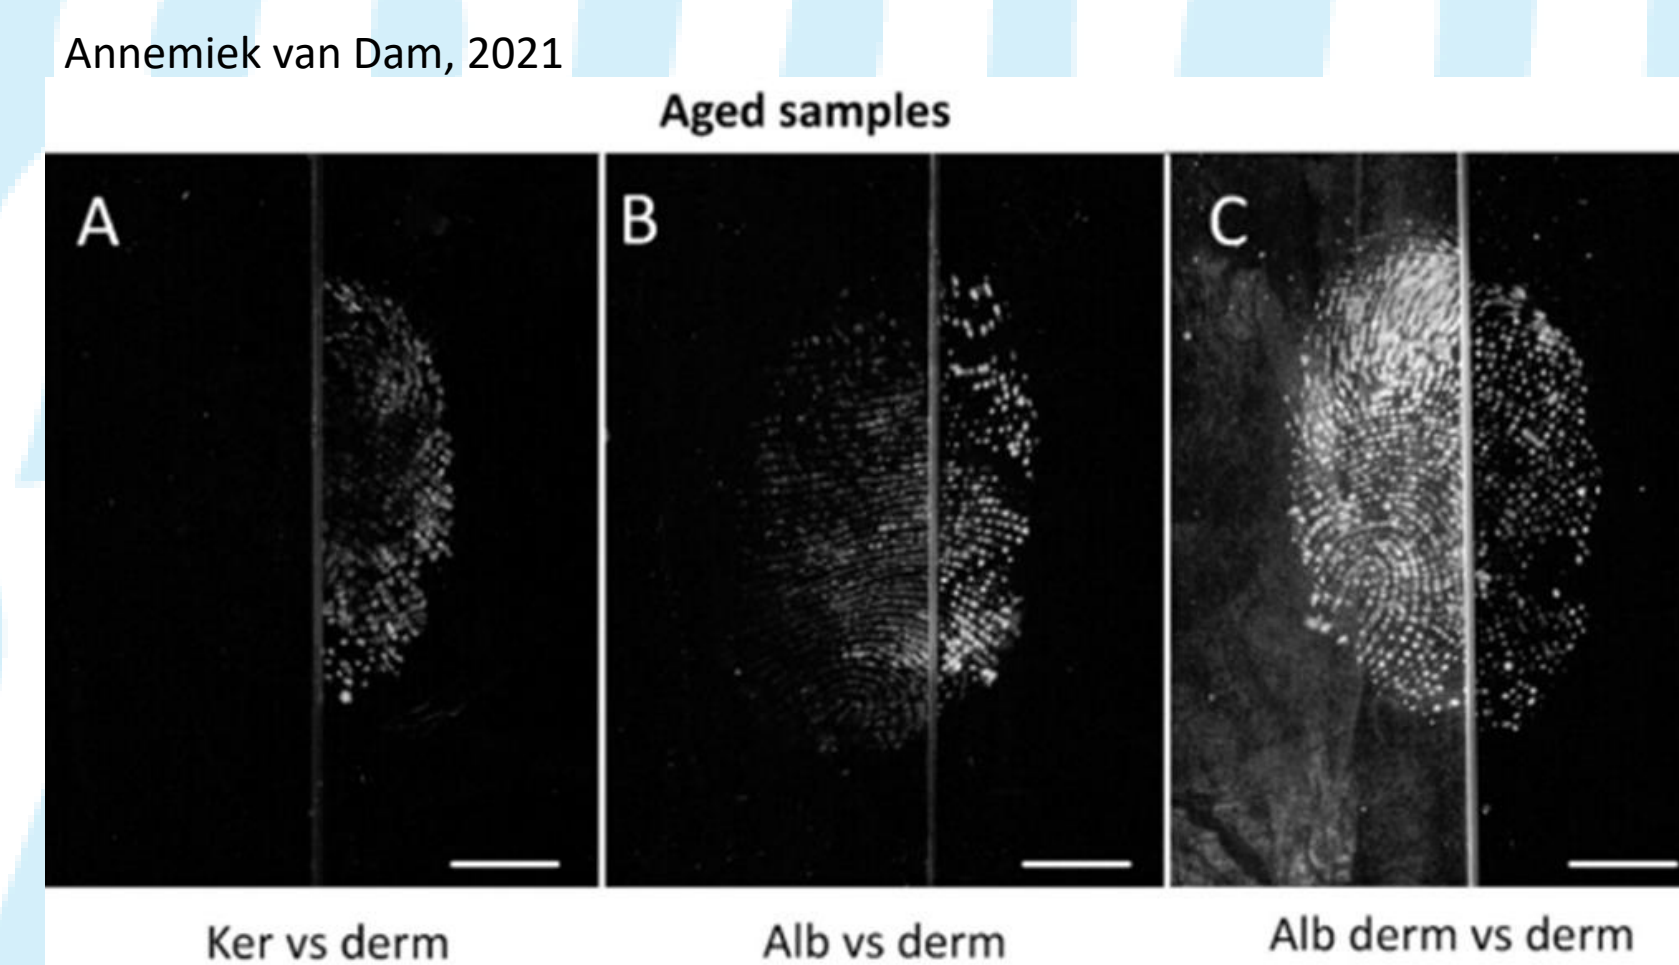 Annemiek van Dam, 2021
Aged samples
A
B
C
Ker vs derm
Alb vs derm
Alb derm vs derm